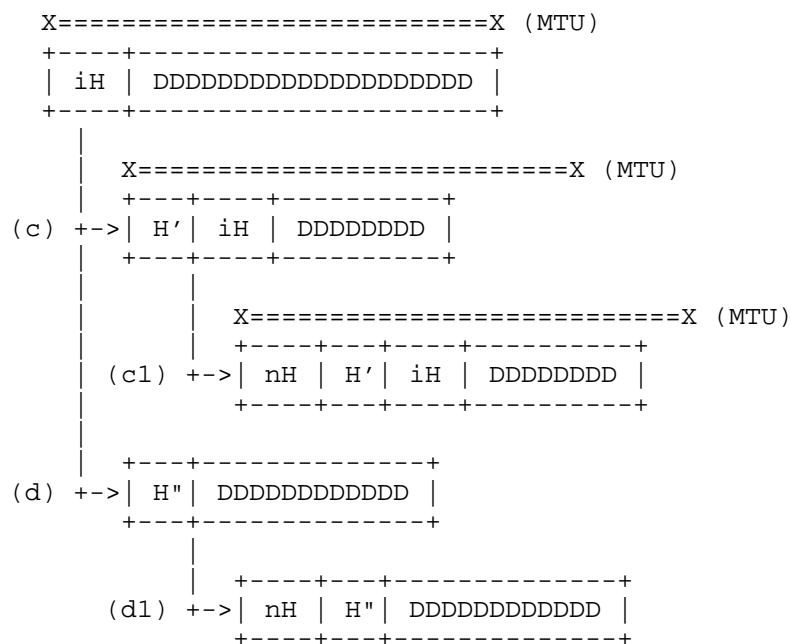 X===========================X (MTU)
+----+----------------------+
| iH | DDDDDDDDDDDDDDDDDDDD |
+----+----------------------+
|
| X===========================X (MTU)
| +---+----+----------+
(c) +->| H’| iH | DDDDDDDD |
| +---+----+----------+
| |
| | X===========================X (MTU)
| | +----+---+----+----------+
| (c1) +->| nH | H’| iH | DDDDDDDD |
| +----+---+----+----------+
|
| +---+--------------+
(d) +->| H"| DDDDDDDDDDDD |
+---+--------------+
|
| +----+---+--------------+
(d1) +->| nH | H"| DDDDDDDDDDDD |
+----+---+--------------+